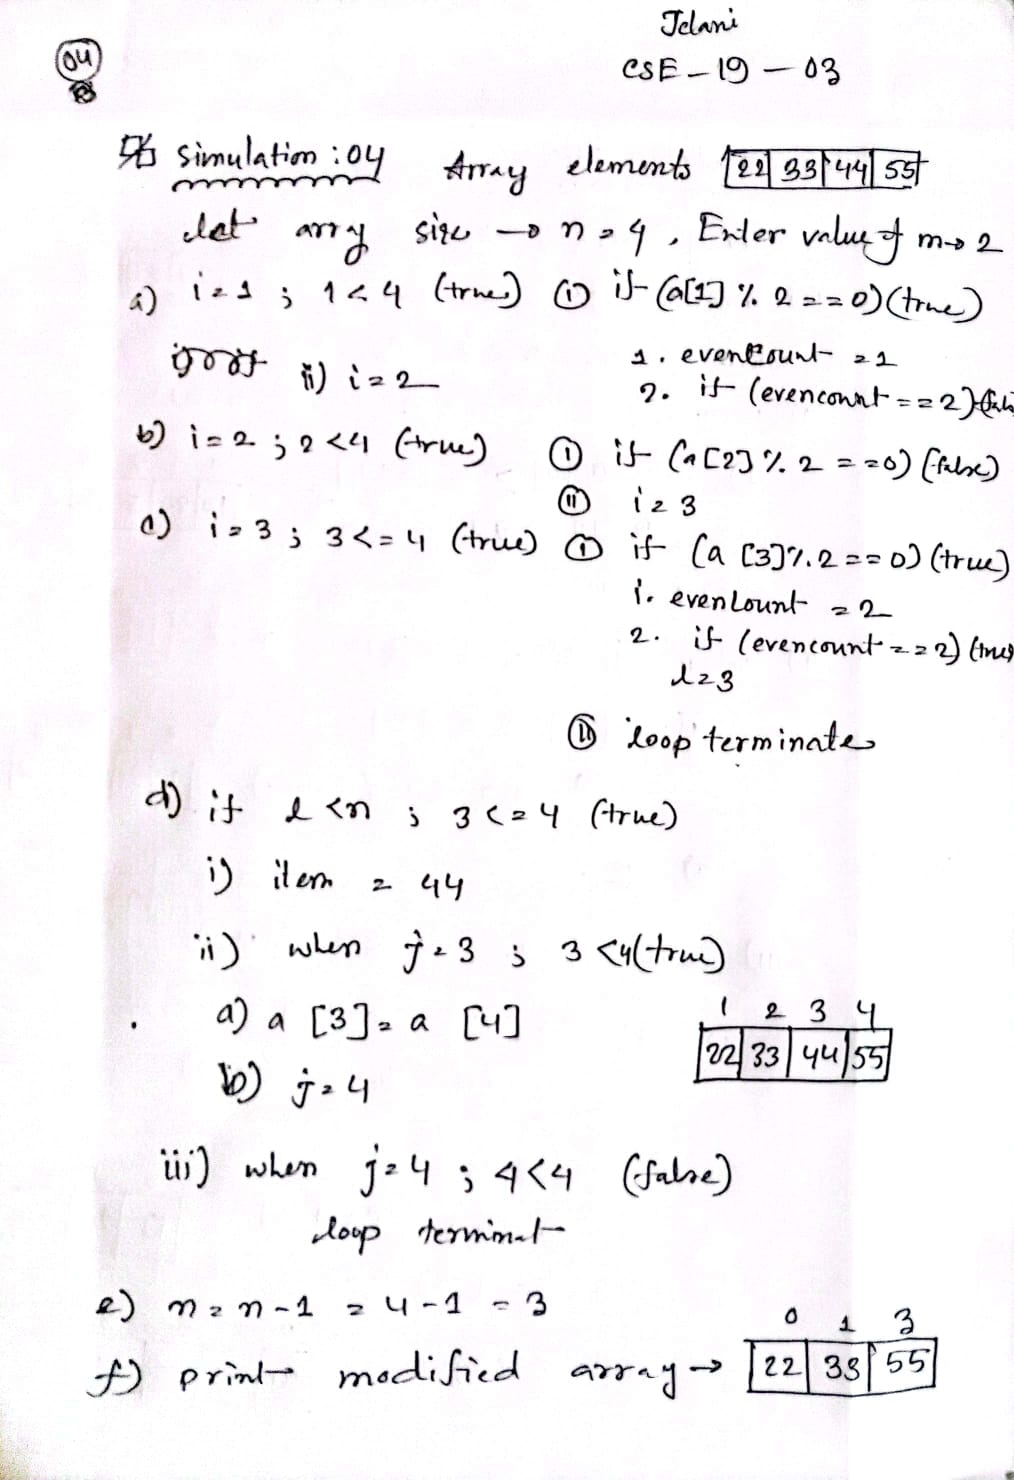 Jelani
04
CSE - 19 - 03
simulation : 04 Array elements 22 33 44 55
let arry size → n = 4 , Enter value of m → 2
a) i = 1 ; 1 < 4 (true) (i) if (a[1] % 2 == 0) (true)
1. evenCount = 1
ii) i = 2
2. if (evencount == 2)
b) i = 2 ; 2 < 4 (true) (i) if (a[2] % 2 == 0) (false)
(ii) i = 3
c) i = 3 ; 3 <= 4 (true) (i) if (a [3] % 2 == 0) (true)
1. evenCount = 2
2. if (evencount == 2) (true)
l = 3
(ii) loop terminate
d) if l < n ; 3 <= 4 (true)
i) item = 44
ii) when j = 3 ; 3 < 4 (true)
a) a [3] = a [4]
1 2 3 4
22 33 44 55
b) j = 4
iii) when j = 4 ; 4 < 4 (false)
loop terminat
e) n = n - 1 = 4 - 1 = 3
0 1 3
f) print → modified array → 22 33 55